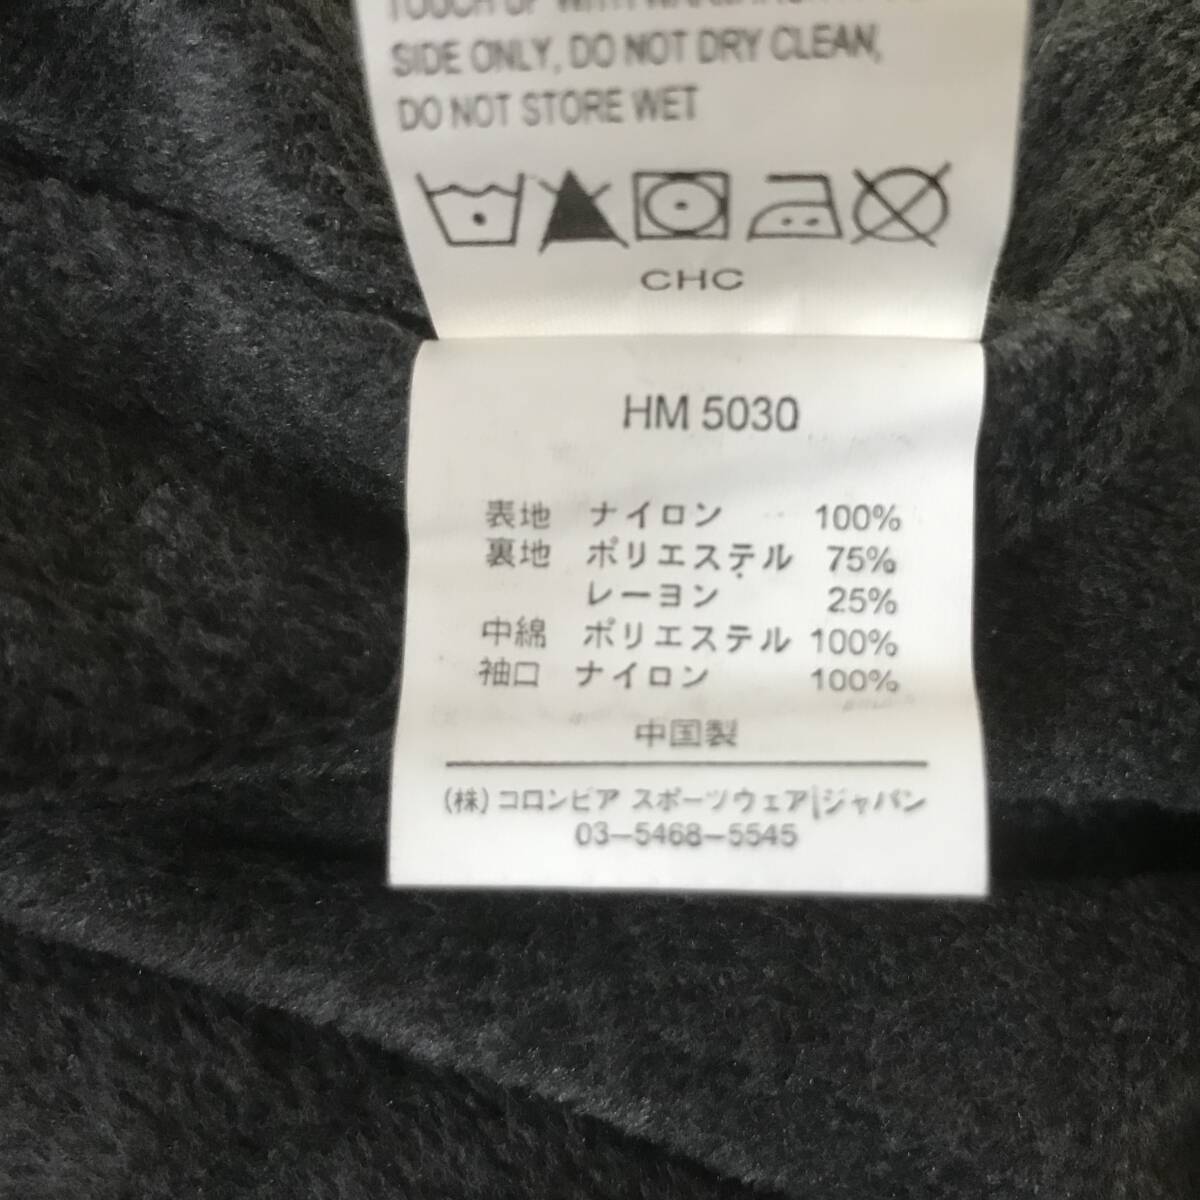 TOUCH UP WITH
SIDE ONLY, DO NOT DRY CLEAN,
DO NOT STORE WET
CHC
HM 5030
表地 ナイロン 100%
裏地 ポリエステル 75%
レーヨン 25%
中綿 ポリエステル 100%
袖口 ナイロン 100%
中国製
(株) コロンビア スポーツウェア ジャパン
03-5468-5545